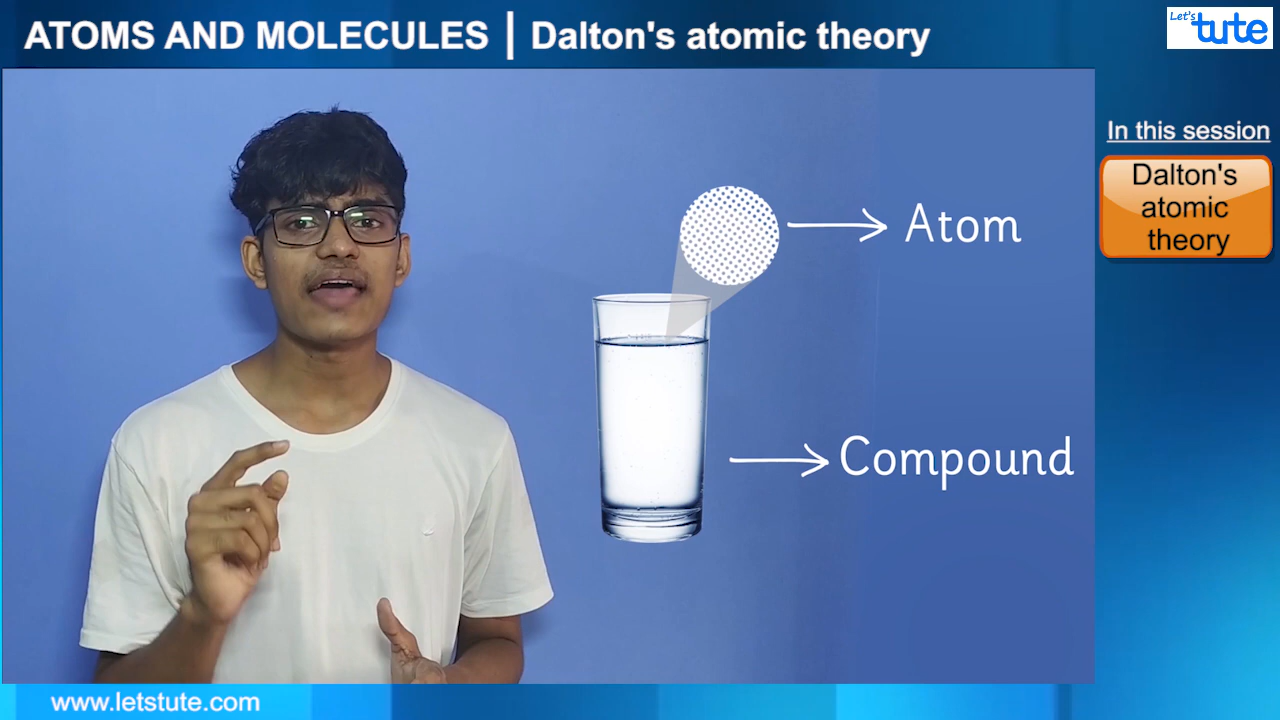 ATOMS AND MOLECULES | Dalton's atomic theory
Let's
tute
In this session
Dalton's
atomic
theory
Atom
Compound
www.letstute.com